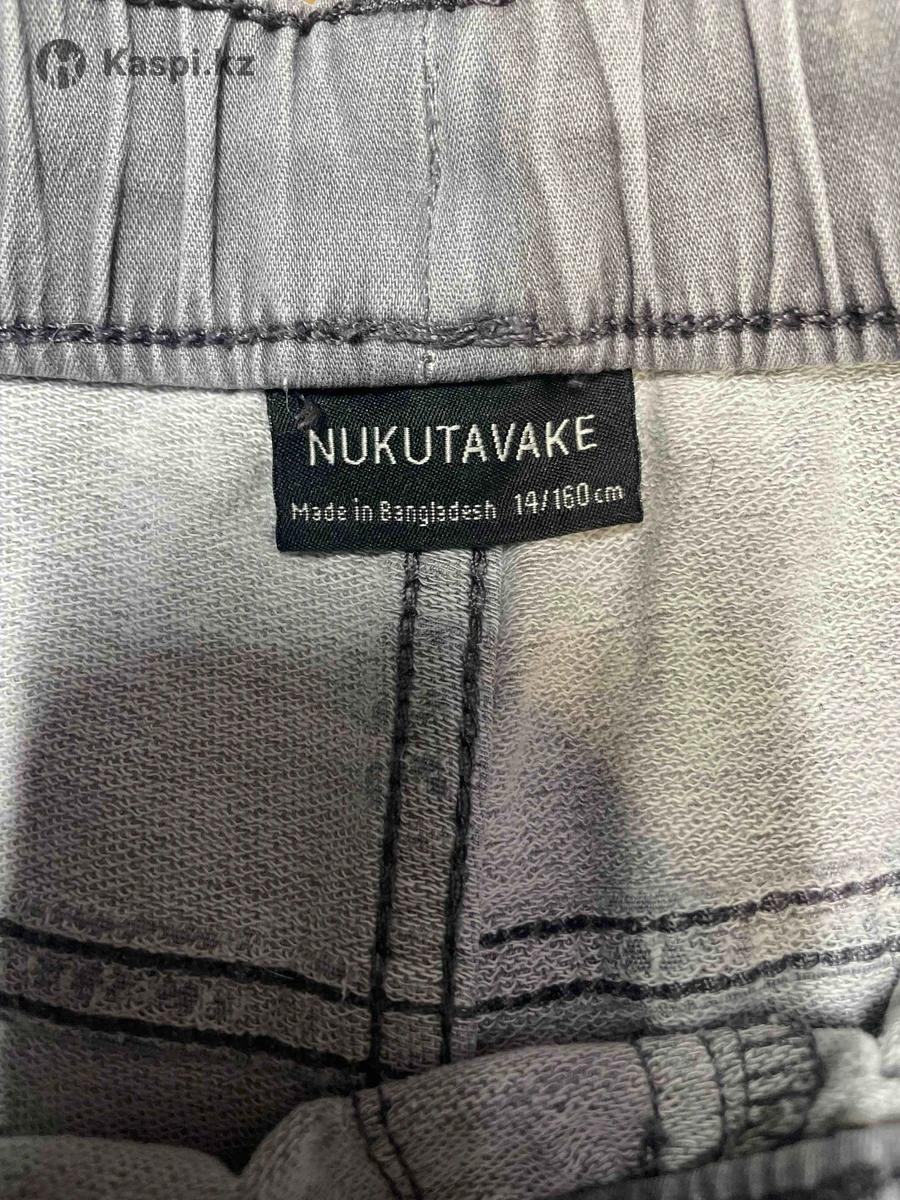 Kaspi.kz
NUKUTAVAKE
Made in Bangladesh 14/160 cm